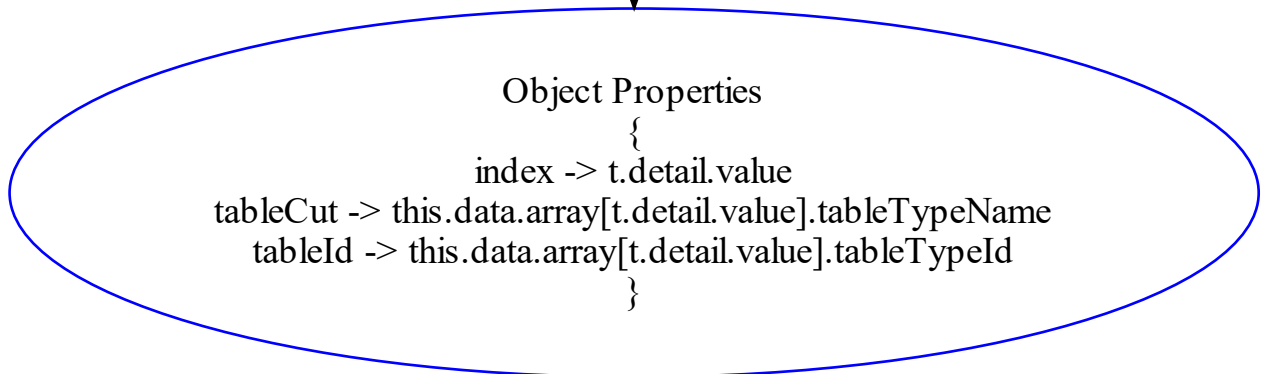 Object Properties
{
index -> t.detail.value
tableCut -> this.data.array[t.detail.value].tableTypeName
tableId -> this.data.array[t.detail.value].tableTypeId
}